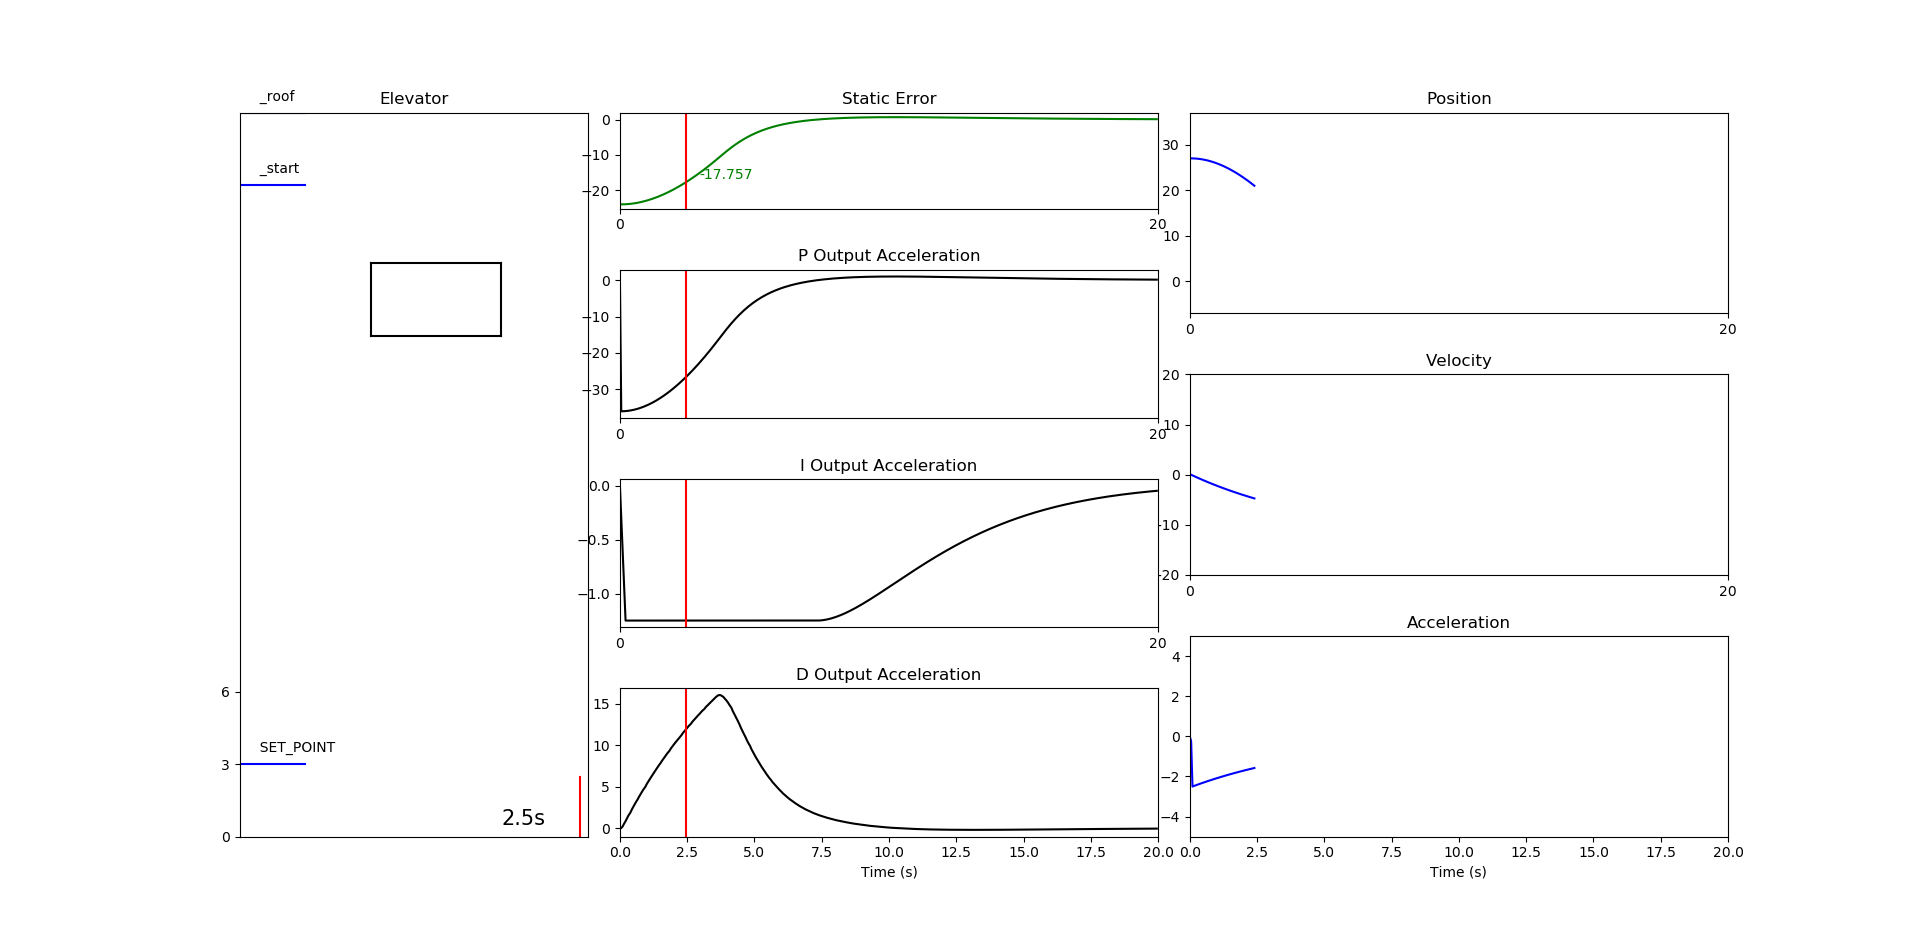 _roof
Elevator
_start
6
SET_POINT
3
2.5s
0
Static Error
0
−10
-17.757
−20
0
20
P Output Acceleration
0
−10
−20
−30
0
20
I Output Acceleration
0.0
−0.5
−1.0
0
20
D Output Acceleration
15
10
5
0
0.0 2.5 5.0 7.5 10.0 12.5 15.0 17.5 20.0
Time (s)
Position
30
20
10
0
0
20
Velocity
20
10
0
-10
-20
0
20
Acceleration
4
2
0
−2
−4
0.0 2.5 5.0 7.5 10.0 12.5 15.0 17.5 20.0
Time (s)